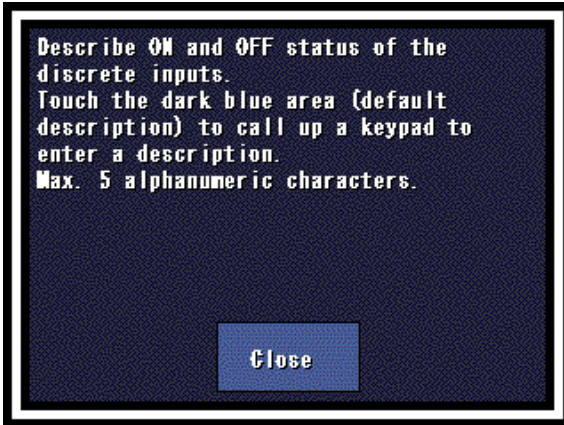 Describe ON and OFF status of the
discrete inputs.
Touch the dark blue area (default
description) to call up a keypad to
enter a description.
Max. 5 alphanumeric characters.
Close